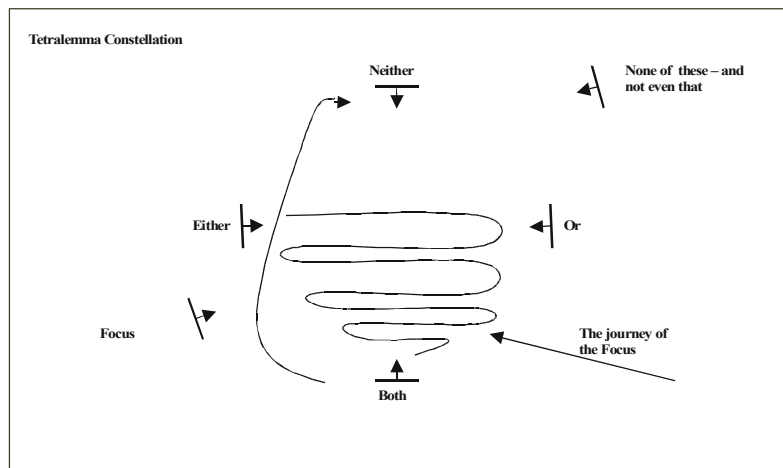 Tetralemma Constellation
Neither
None of these – and
not even that
Either
Or
Focus
The journey of
the Focus
Both